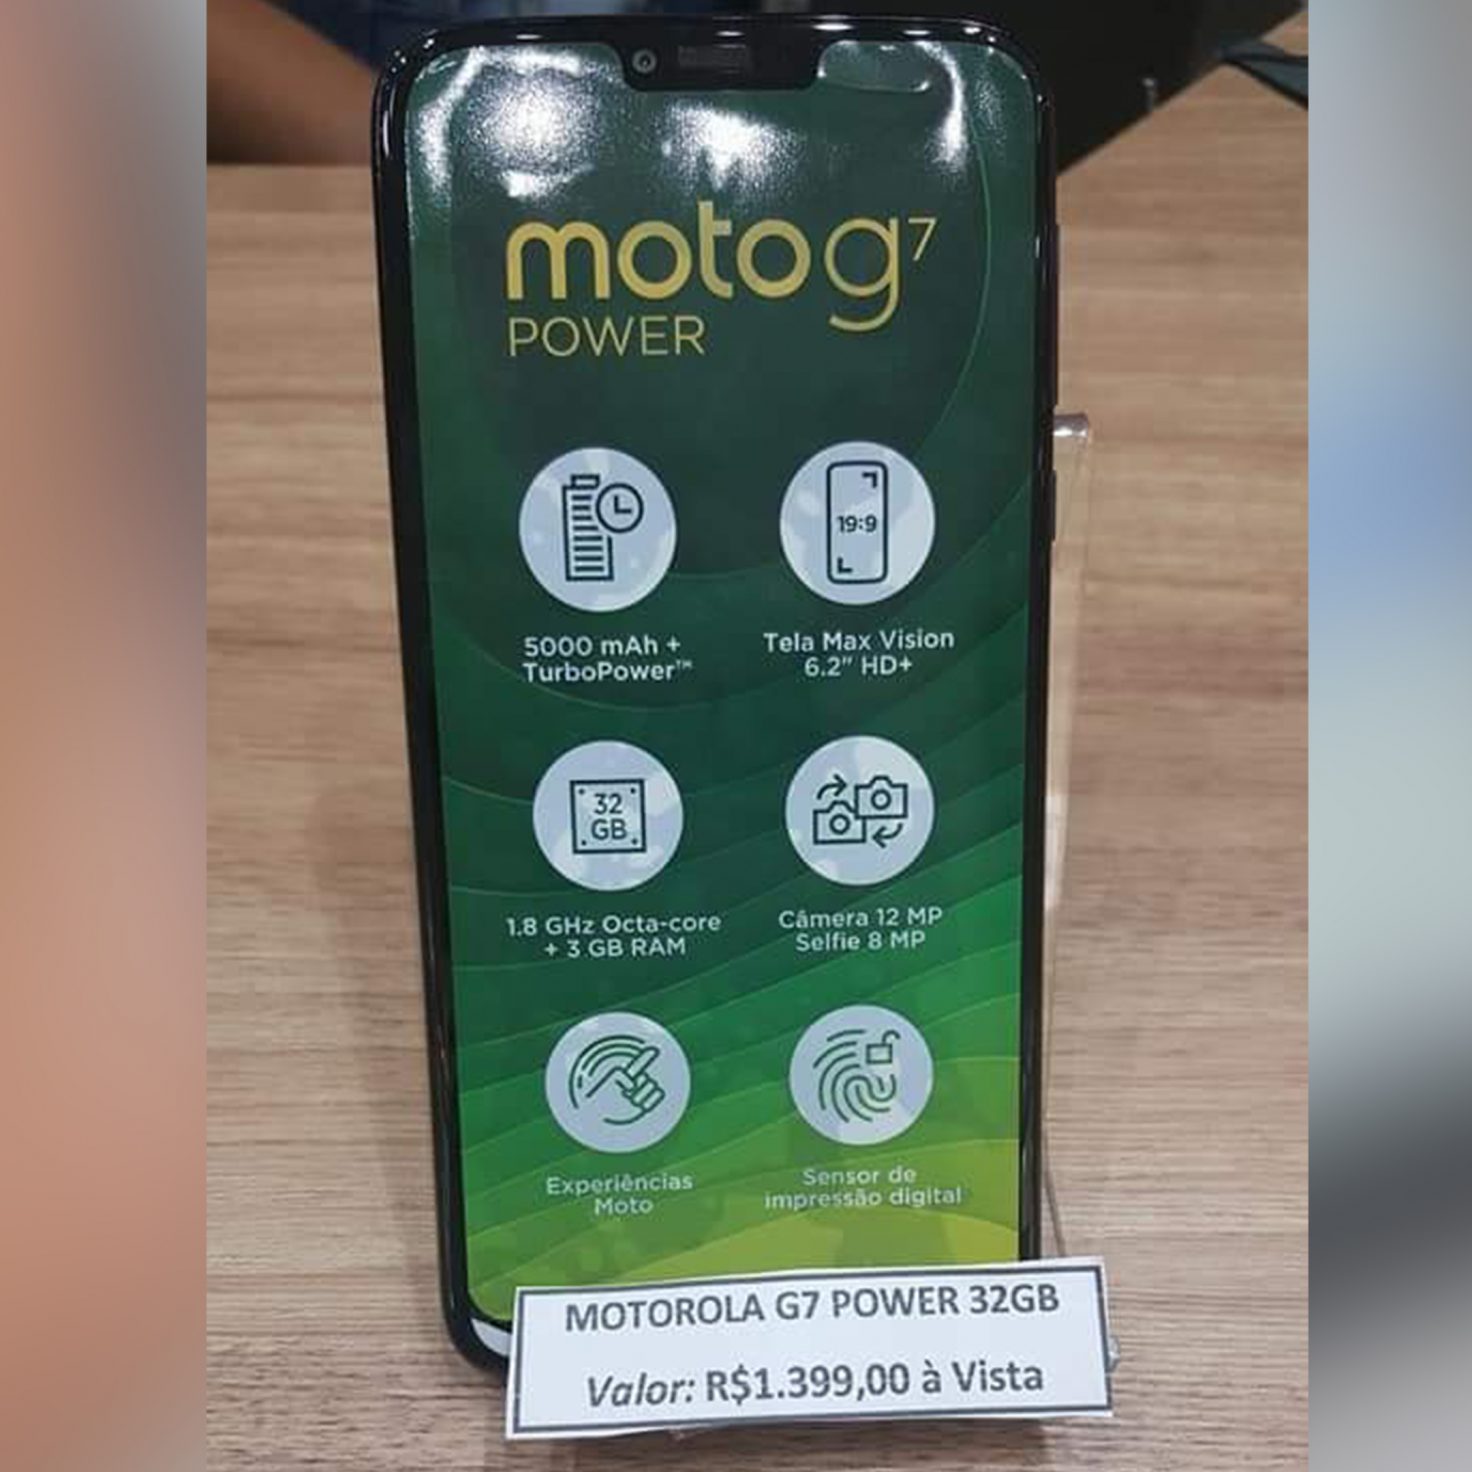 moto g7
POWER
19:9
5000 mAh +
TurboPower™
Tela Max Vision
6.2" HD+
32
GB
1.8 GHz Octa-core
+ 3 GB RAM
Câmera 12 MP
Selfie 8 MP
Experiências
Moto
Sensor de
impressão digital
MOTOROLA G7 POWER 32GB
Valor: R$1.399,00 à Vista